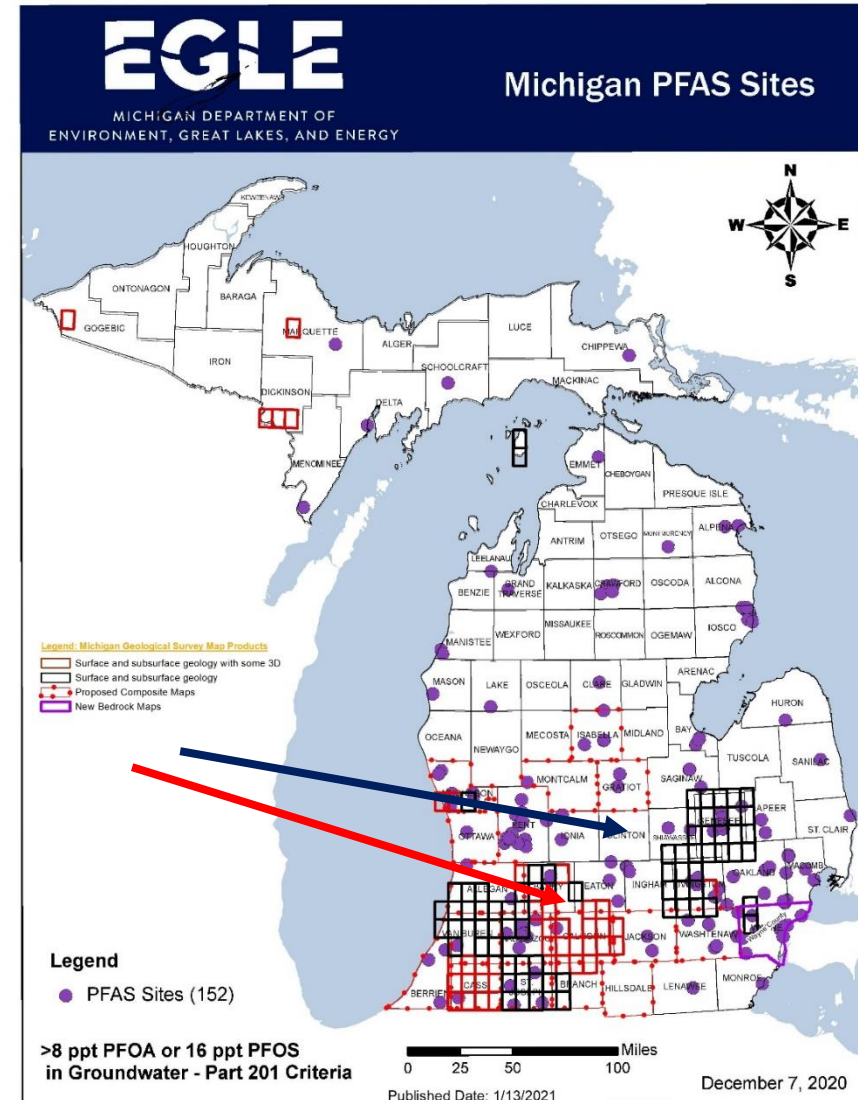 EGLE
MICHIGAN DEPARTMENT OF
ENVIRONMENT, GREAT LAKES, AND ENERGY
Michigan PFAS Sites
N
W E
S
KEWEENAW
HOUGHTON
ONTONAGON
BARAGA
GOGEBIC
MARQUETTE
LUCE
ALGER
CHIPPEWA
IRON
SCHOOLCRAFT
MACKINAC
DICKINSON
DELTA
MENOMINEE
EMMET
CHEBOYGAN
PRESQUE ISLE
CHARLEVOIX
ANTRIM
OTSEGO
MONTMORENCY
ALPENA
LEELANAU
BENZIE
GRAND
TRAVERSE
KALKASKA
CRAWFORD
OSCODA
ALCONA
MANISTEE
WEXFORD
MISSAUKEE
ROSCOMMON
OGEMAW
IOSCO
Legend: Michigan Geological Survey Map Products
Surface and subsurface geology with some 3D
Surface and subsurface geology
Proposed Composite Maps
New Bedrock Maps
MASON
LAKE
OSCEOLA
CLARE
GLADWIN
ARENAC
HURON
OCEANA
NEWAYGO
MECOSTA
ISABELLA
MIDLAND
BAY
TUSCOLA
SANILAC
MONTCALM
GRATIOT
SAGINAW
OTTAWA
KENT
IONIA
CLINTON
SHIAWASSEE
GENESEE
APEER
ST. CLAIR
ALLEGAN
EATON
INGHAM
LIVINGSTON
OAKLAND
MACOMB
VAN BUREN
CALHOUN
JACKSON
WASHTENAW
Wayne County
BERRIEN
CASS
ST.
BRANCH
HILLSDALE
LENAWEE
MONROE
Legend
PFAS Sites (152)
>8 ppt PFOA or 16 ppt PFOS
in Groundwater - Part 201 Criteria
Miles
0 25 50 100
Published Date: 1/13/2021
December 7, 2020